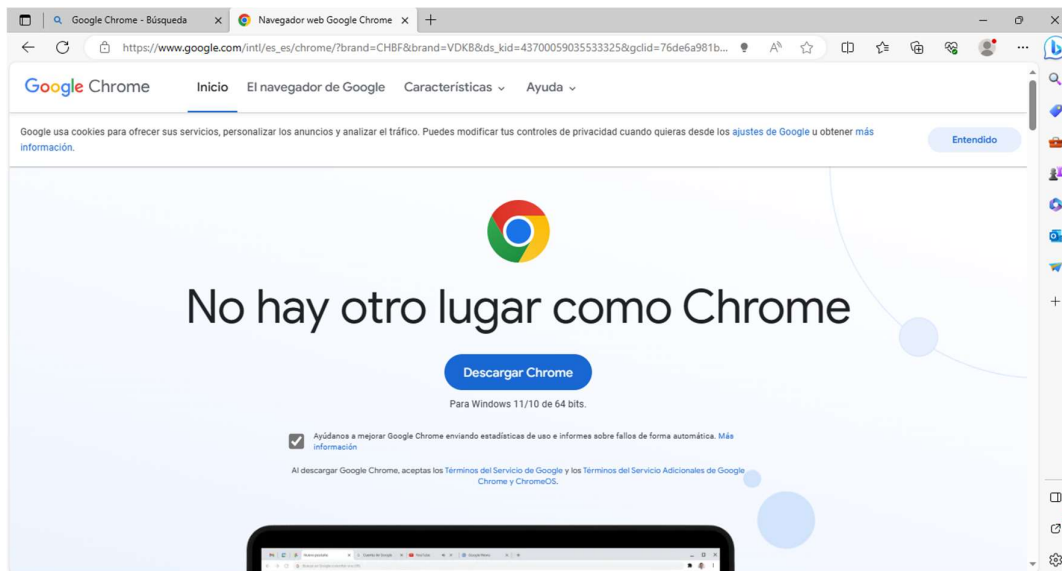 Google Chrome - Búsqueda
Navegador web Google Chrome
https://www.google.com/intl/es_es/chrome/?brand=CHBF&brand=VDKB&ds_kid=43700059035533325&gclid=76de6a981b...
Google Chrome Inicio El navegador de Google Características Ayuda
Google usa cookies para ofrecer sus servicios, personalizar los anuncios y analizar el tráfico. Puedes modificar tus controles de privacidad cuando quieras desde los ajustes de Google u obtener más
información.
Entendido
No hay otro lugar como Chrome
Descargar Chrome
Para Windows 11/10 de 64 bits.
Ayúdanos a mejorar Google Chrome enviando estadísticas de uso e informes sobre fallos de forma automática. Más
información
Al descargar Google Chrome, aceptas los Términos del Servicio de Google y los Términos del Servicio Adicionales de Google
Chrome y ChromeOS.